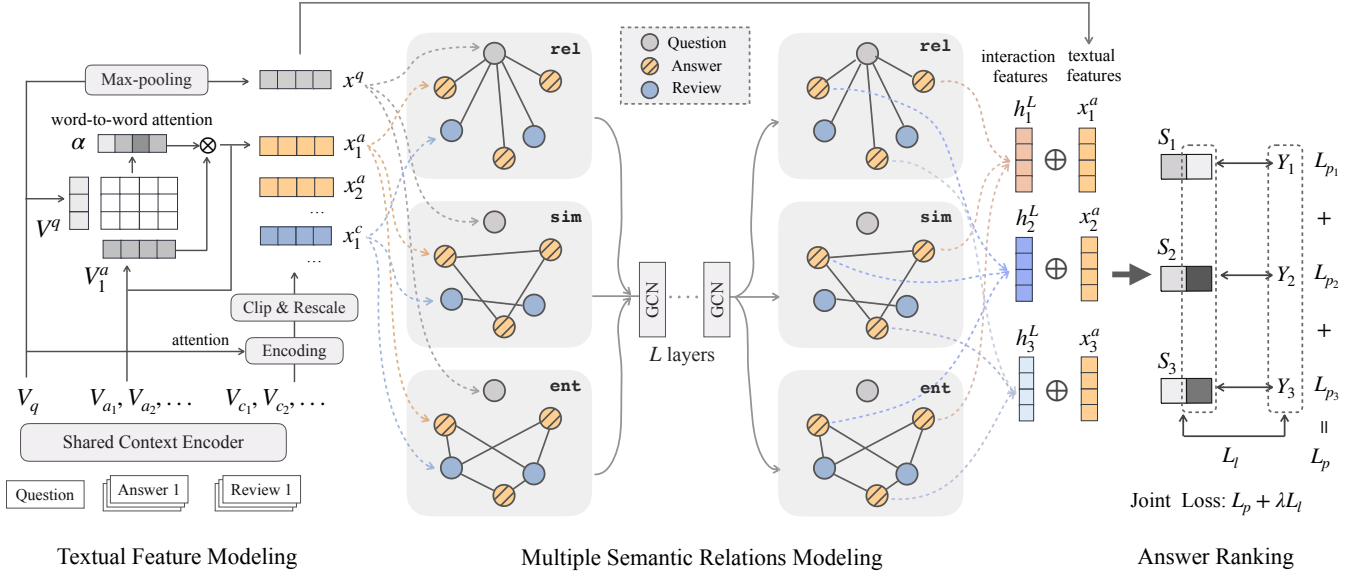 Max-pooling
x^q
word-to-word attention
α
V^q
V_1^a
x_1^a
x_2^a
...
x_1^c
...
Clip & Rescale
attention
Encoding
V_q
V_{a_1}, V_{a_2}, . . .
V_{c_1}, V_{c_2}, . . .
Shared Context Encoder
Question
Answer 1
Review 1
Textual Feature Modeling
rel
sim
ent
Question
Answer
Review
GCN
......
GCN
L layers
rel
sim
ent
Multiple Semantic Relations Modeling
interaction
features
textual
features
h_1^L
⊕
x_1^a
h_2^L
⊕
x_2^a
h_3^L
⊕
x_3^a
S_1
Y_1
L_{p_1}
+
S_2
Y_2
L_{p_2}
+
S_3
Y_3
L_{p_3}
=
L_l
L_p
Joint Loss: L_p + λL_l
Answer Ranking